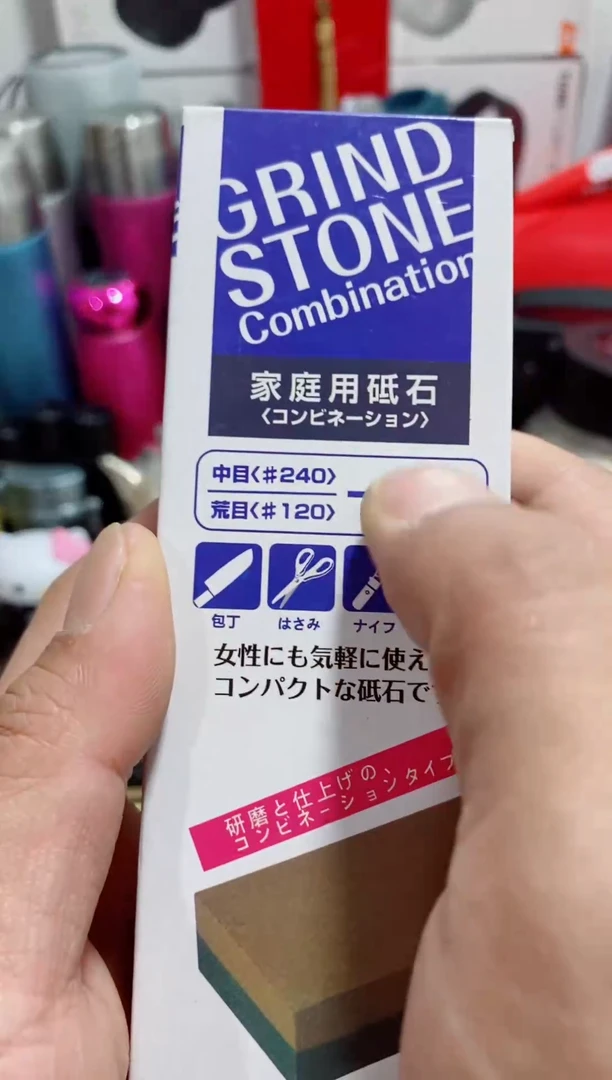 GRIND
STONE
Combination
家庭用砥石
〈コンビネーション〉
中目〈#240〉
荒目〈#120〉
包丁
はさみ
ナイフ
女性にも気軽に使え
コンパクトな砥石で
研磨と仕上げの
コンビネーションタイプ